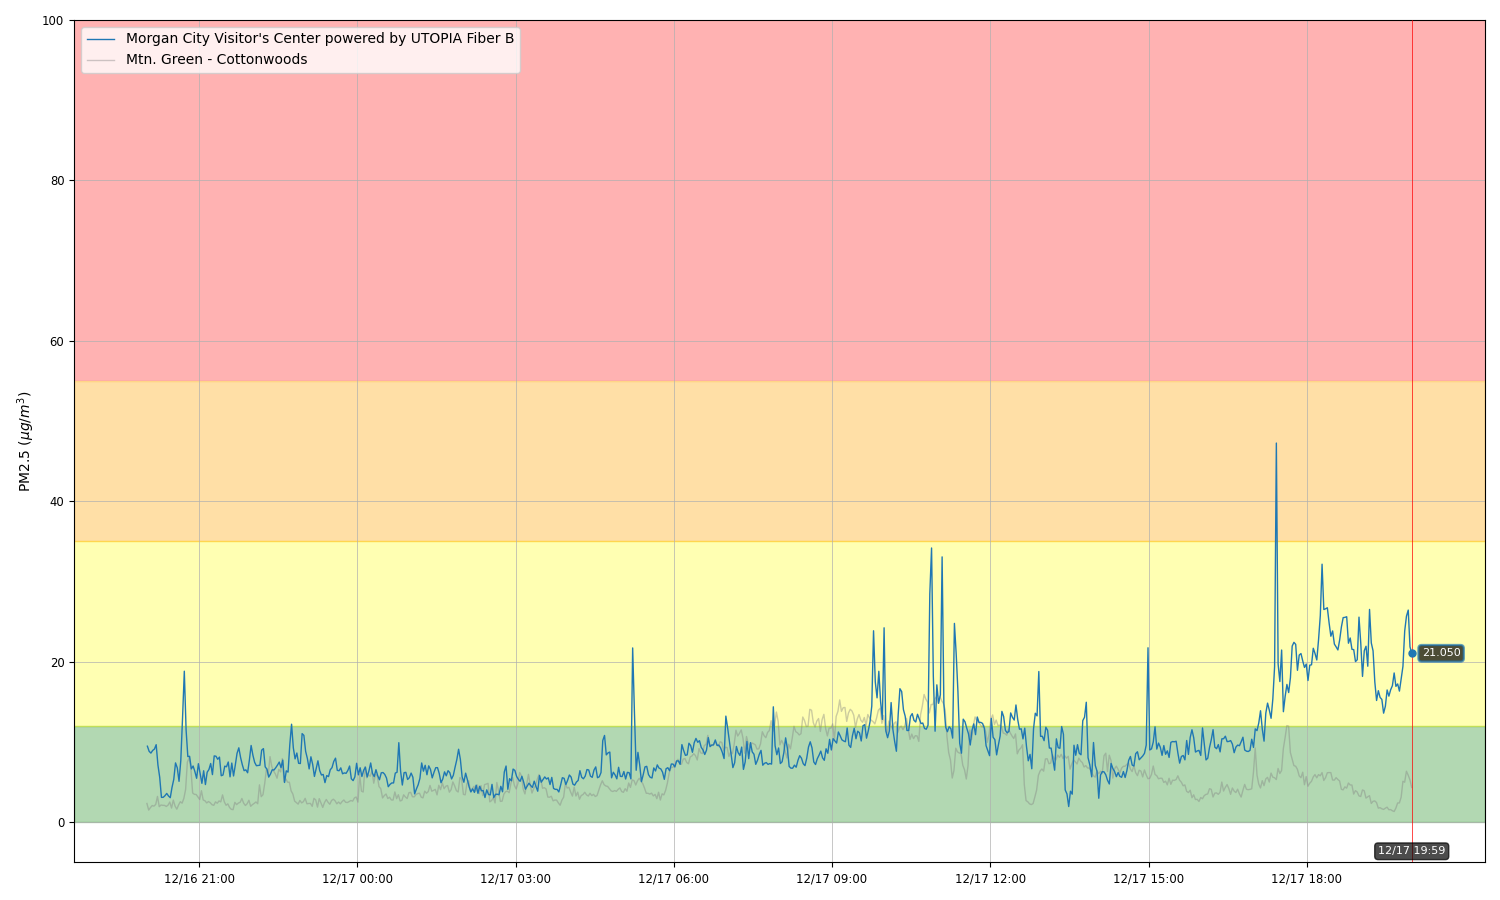 100
Morgan City Visitor's Center powered by UTOPIA Fiber B
Mtn. Green - Cottonwoods
80
60
PM2.5 (μg/m³)
40
20
21.050
0
12/17 19:59
12/16 21:00 12/17 00:00 12/17 03:00 12/17 06:00 12/17 09:00 12/17 12:00 12/17 15:00 12/17 18:00